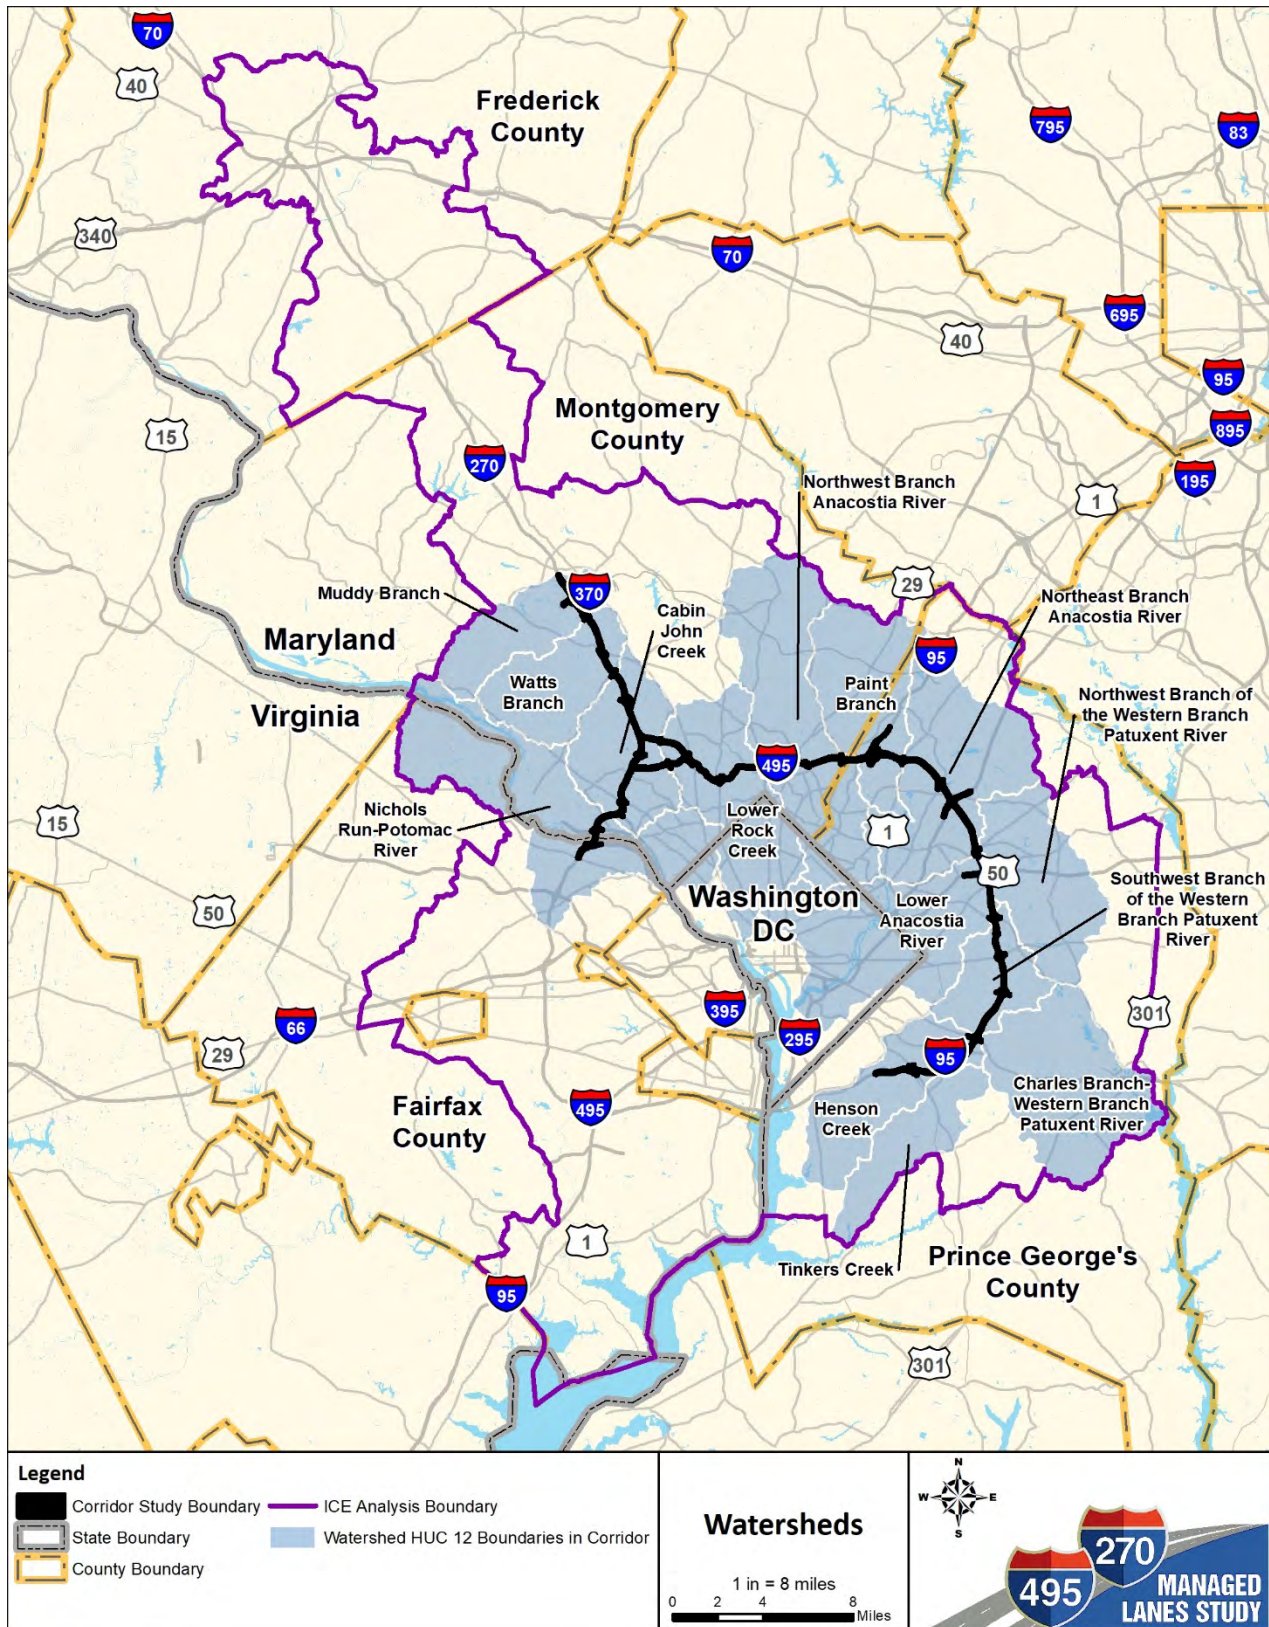 70
40
Frederick
County
795
83
340
70
695
40
95
895
195
1
15
Montgomery
County
270
Northwest Branch
Anacostia River
29
370
Muddy Branch
Cabin
John
Creek
Northeast Branch
Anacostia River
Maryland
95
Watts
Branch
Paint
Branch
Northwest Branch of
the Western Branch
Patuxent River
Virginia
495
Nichols
Run-Potomac
River
15
Lower
Rock
Creek
1
50
Southwest Branch
of the Western
Branch Patuxent
River
Washington
DC
Lower
Anacostia
River
50
395
301
66
295
29
95
Charles Branch-
Western Branch
Patuxent River
Fairfax
County
495
Henson
Creek
1
Tinkers Creek
Prince George's
County
95
301
Legend
Corridor Study Boundary
ICE Analysis Boundary
State Boundary
Watershed HUC 12 Boundaries in Corridor
County Boundary
Watersheds
1 in = 8 miles
0 2 4 8
Miles
N
W E
S
270
495
MANAGED
LANES STUDY